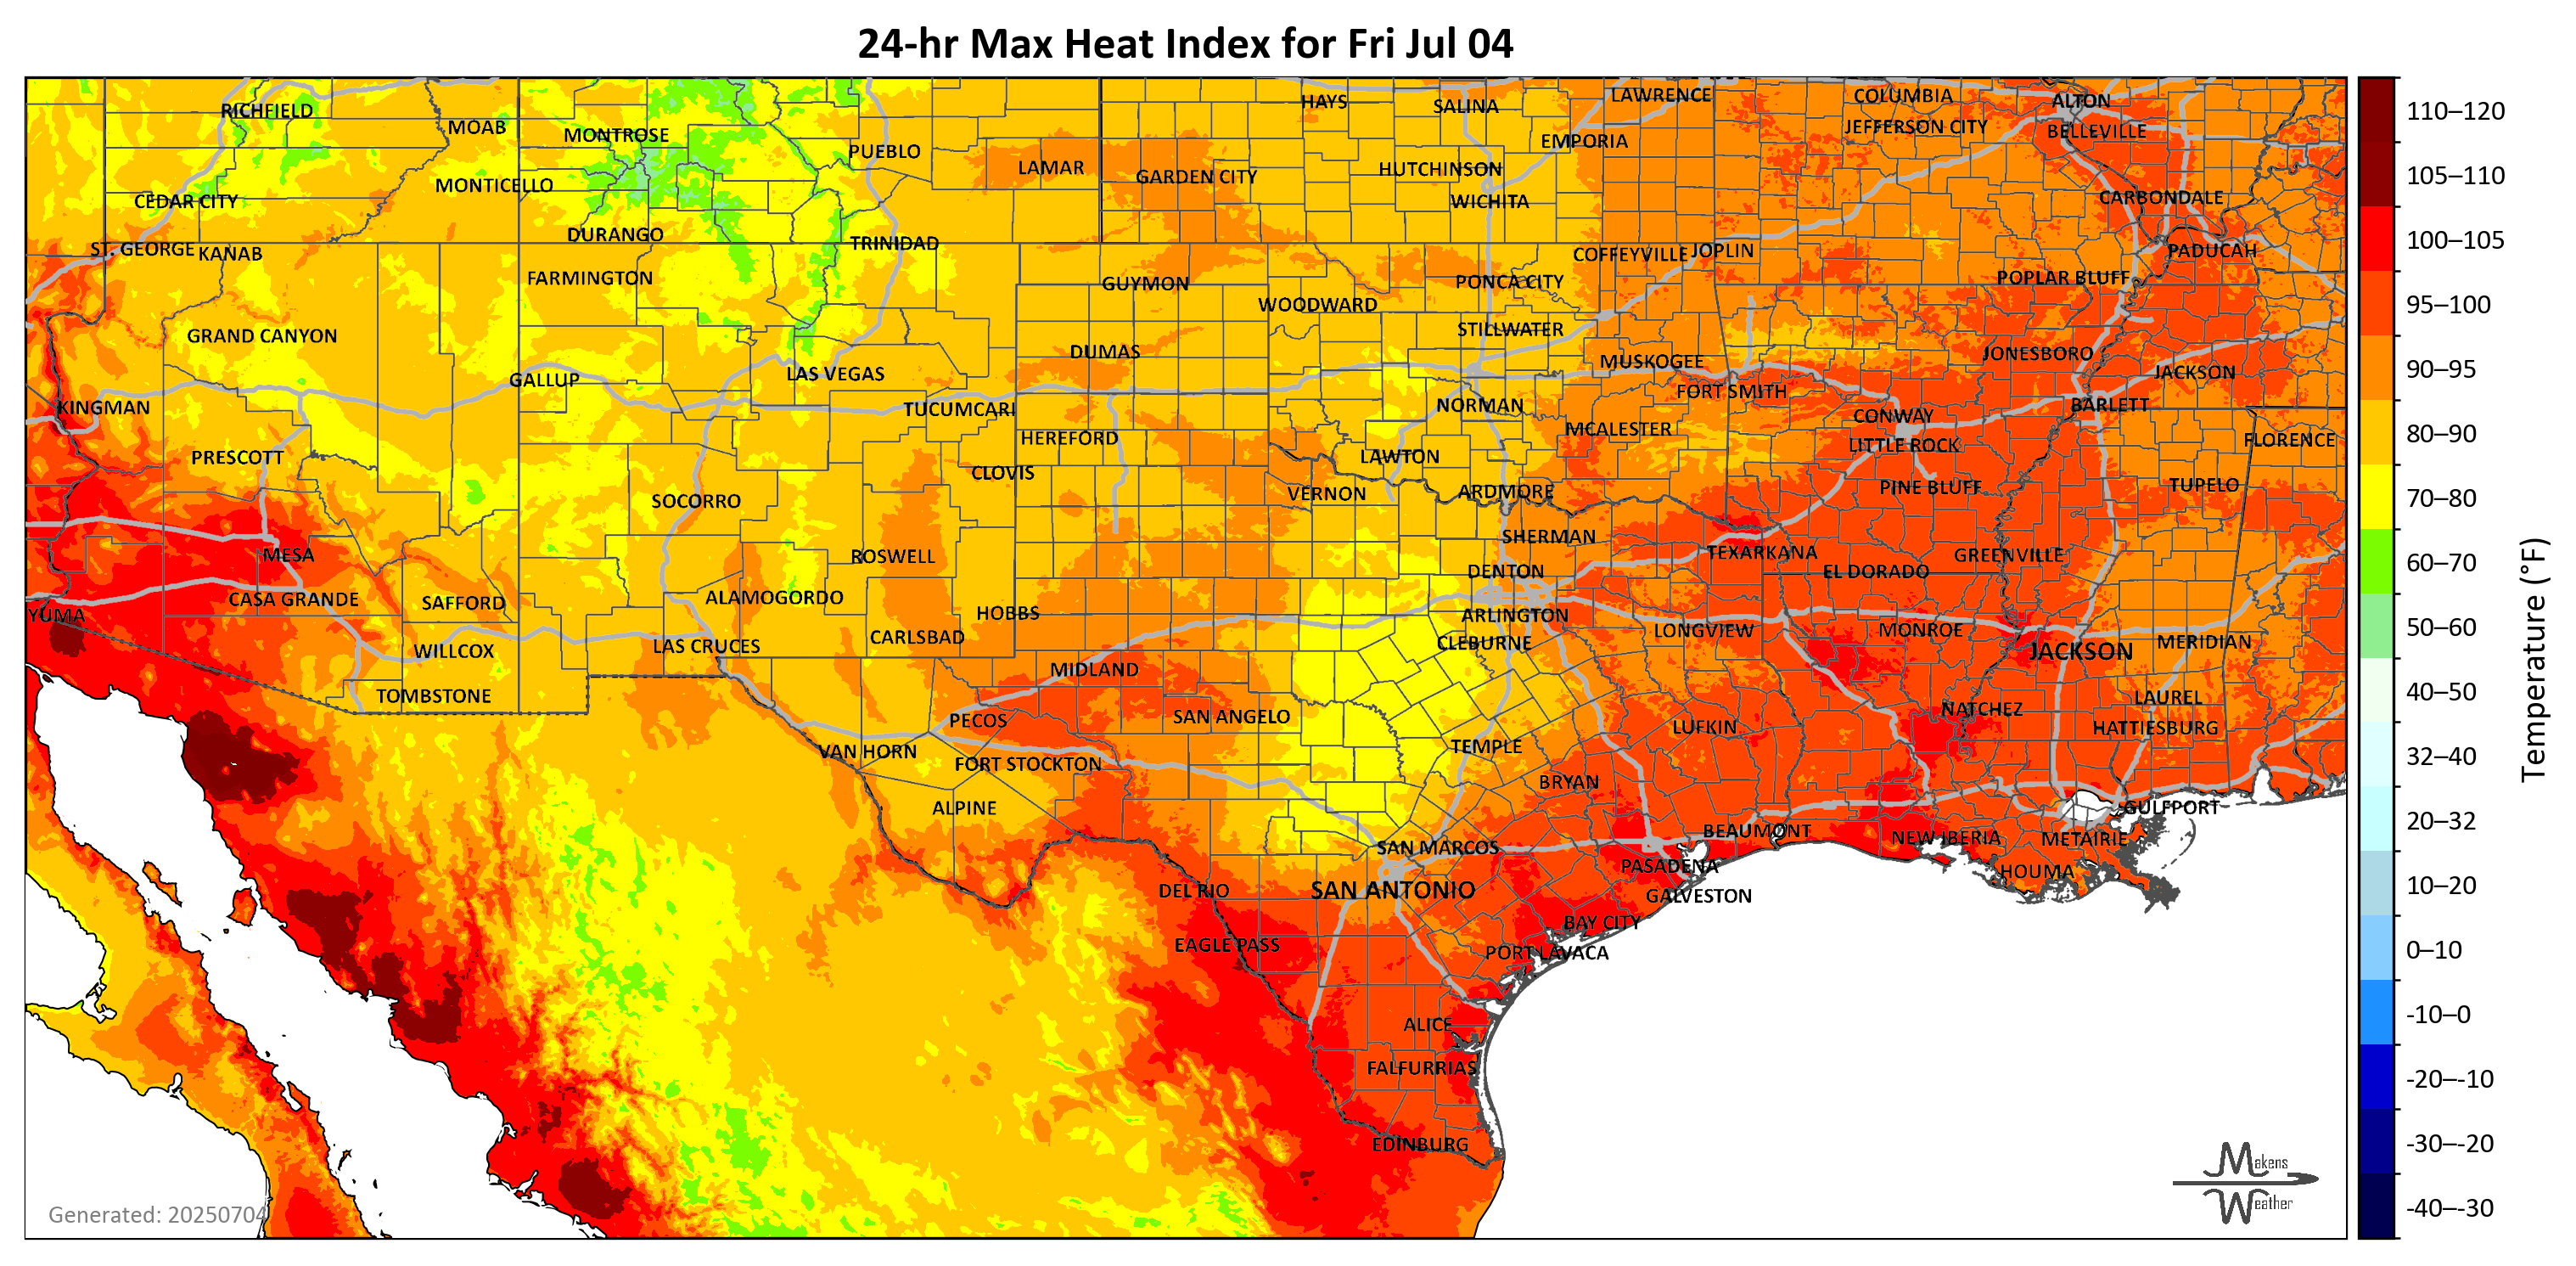 24-hr Max Heat Index for Fri Jul 04
RICHFIELD
MOAB
MONTROSE
PUEBLO
LAMAR
GARDEN CITY
HAYS
SALINA
LAWRENCE
COLUMBIA
ALTON
JEFFERSON CITY
BELLEVILLE
EMPORIA
HUTCHINSON
WICHITA
MONTICELLO
CEDAR CITY
CARBONDALE
DURANGO
TRINIDAD
ST. GEORGE
KANAB
COFFEYVILLE
JOPLIN
PADUCAH
FARMINGTON
GUYMON
PONCA CITY
POPLAR BLUFF
WOODWARD
GRAND CANYON
STILLWATER
DUMAS
MUSKOGEE
JONESBORO
JACKSON
GALLUP
LAS VEGAS
FORT SMITH
KINGMAN
TUCUMCARI
NORMAN
BARLETT
CONWAY
HEREFORD
MCALESTER
LITTLE ROCK
FLORENCE
PRESCOTT
CLOVIS
LAWTON
SOCORRO
VERNON
ARDMORE
PINE BLUFF
TUPELO
MESA
ROSWELL
SHERMAN
TEXARKANA
GREENVILLE
DENTON
EL DORADO
CASA GRANDE
SAFFORD
ALAMOGORDO
HOBBS
YUMA
ARLINGTON
CARLSBAD
CLEBURNE
LONGVIEW
MONROE
JACKSON
MERIDIAN
WILLCOX
LAS CRUCES
MIDLAND
TOMBSTONE
PECOS
SAN ANGELO
NATCHEZ
LAUREL
LUFKIN
HATTIESBURG
VAN HORN
TEMPLE
FORT STOCKTON
BRYAN
ALPINE
GULFPORT
BEAUMONT
NEW IBERIA
METAIRIE
SAN MARCOS
PASADENA
HOUMA
DEL RIO
SAN ANTONIO
GALVESTON
BAY CITY
EAGLE PASS
PORT LAVACA
ALICE
FALFURRIAS
EDINBURG
Generated: 20250704
Makens
Weather
110–120
105–110
100–105
95–100
90–95
80–90
70–80
60–70
50–60
40–50
32–40
20–32
10–20
0–10
-10–0
-20–-10
-30–-20
-40–-30
Temperature (°F)